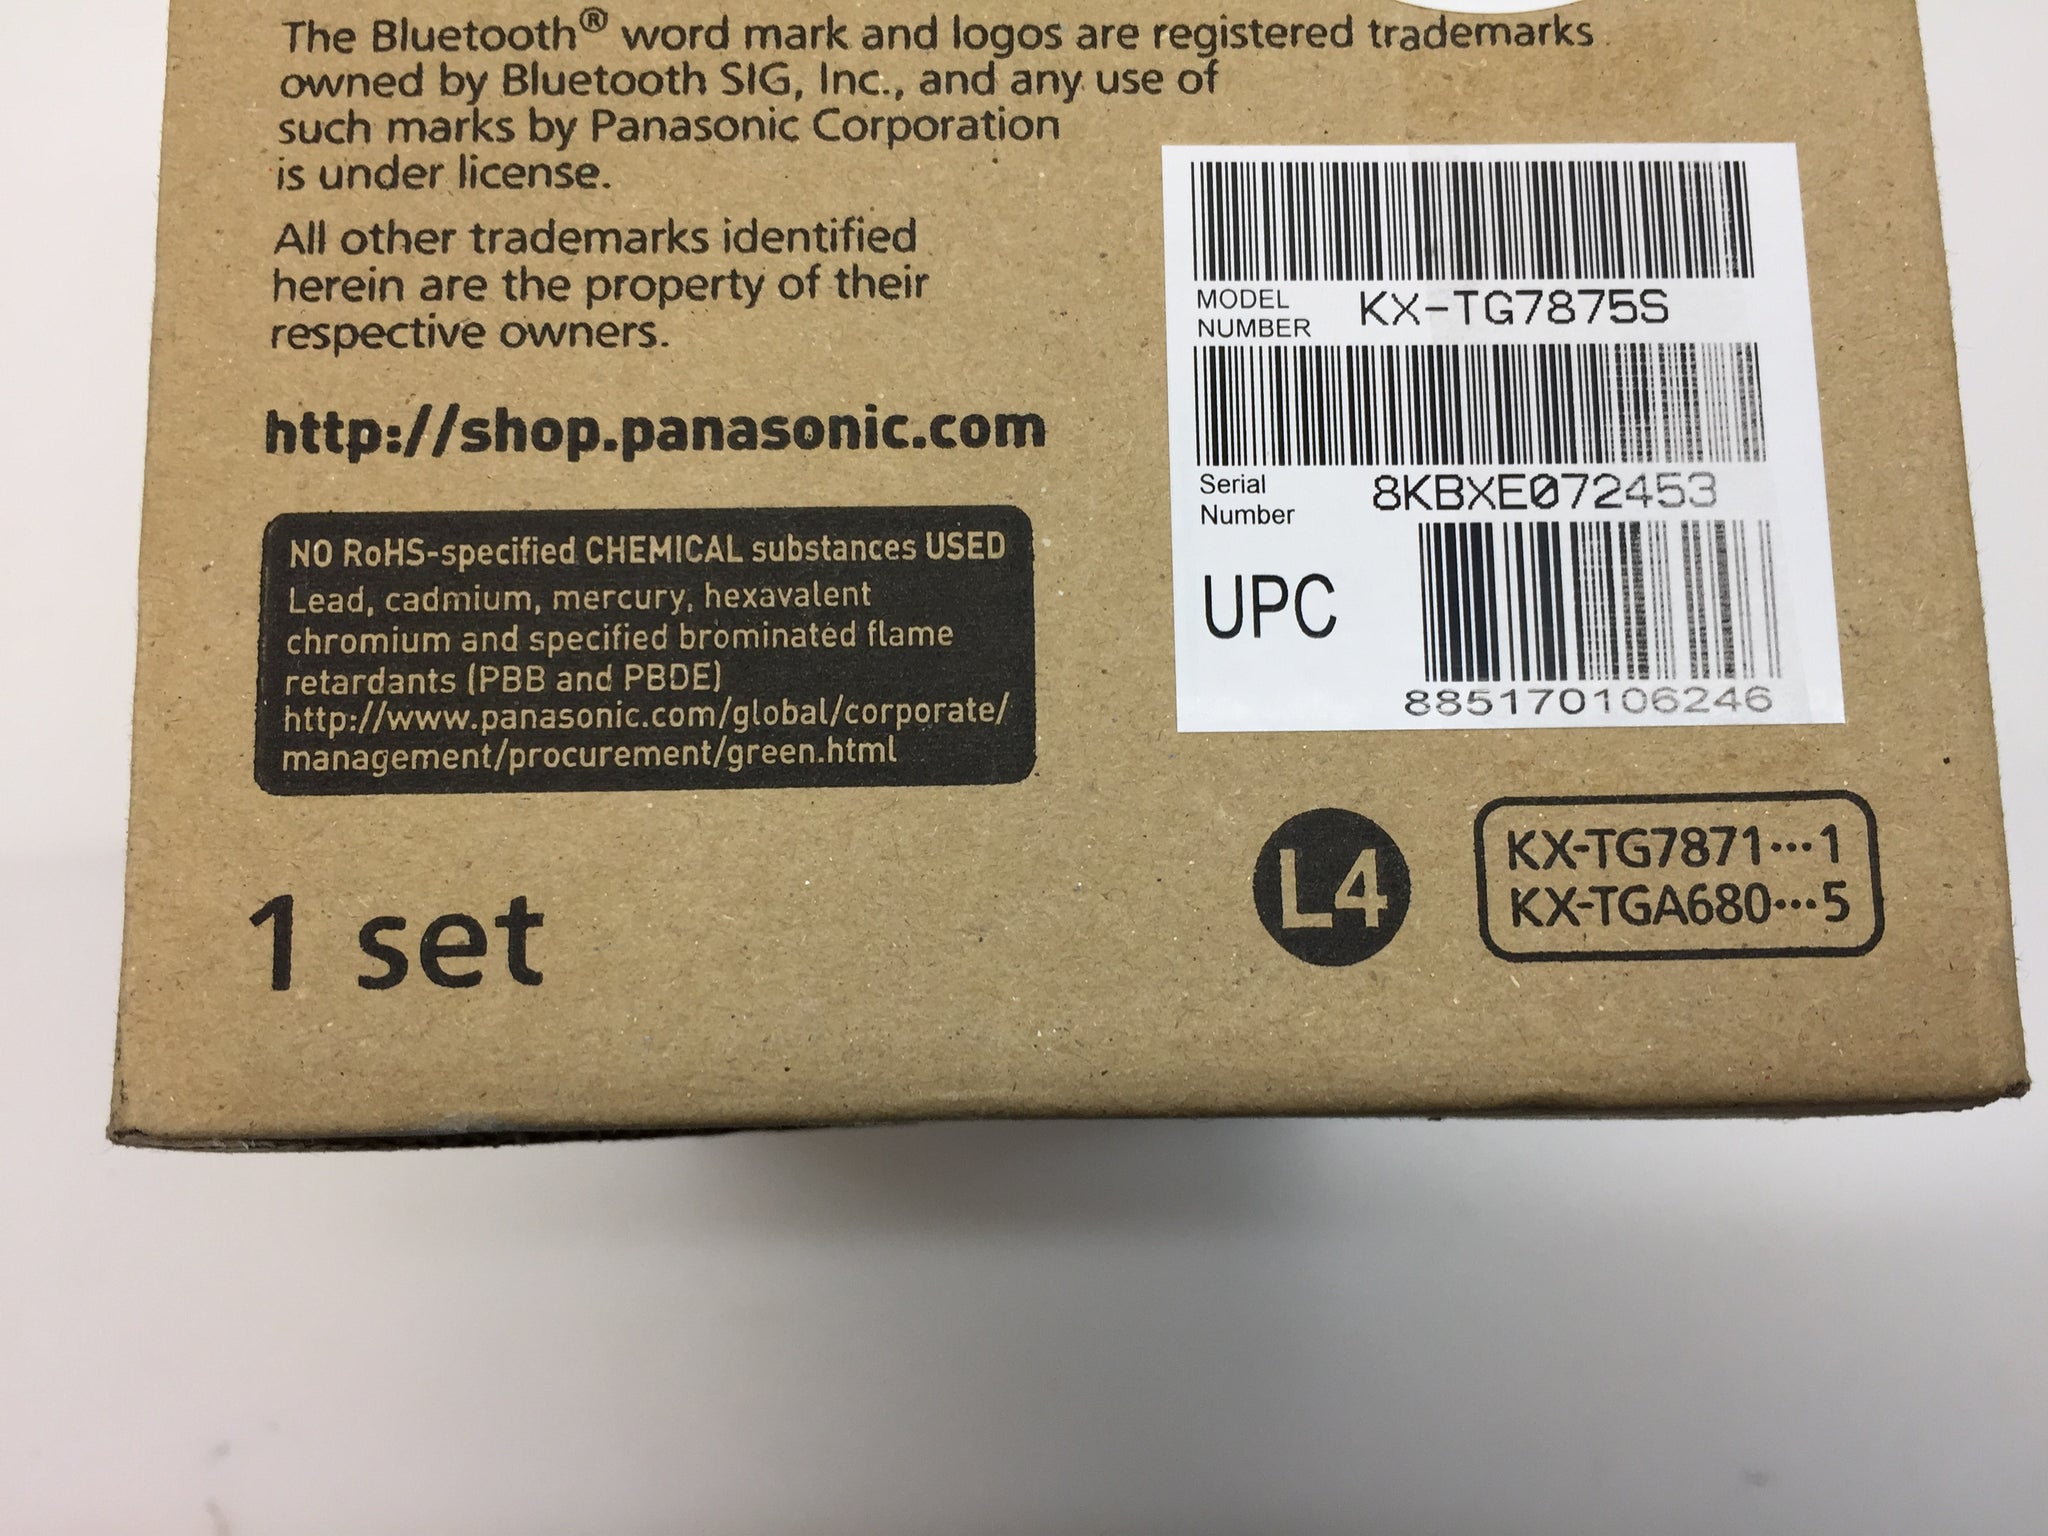 The Bluetooth® word mark and logos are registered trademarks
owned by Bluetooth SIG, Inc., and any use of
such marks by Panasonic Corporation
is under license.
All other trademarks identified
herein are the property of their
respective owners.
http://shop.panasonic.com
NO RoHS-specified CHEMICAL substances USED
Lead, cadmium, mercury, hexavalent
chromium and specified brominated flame
retardants (PBB and PBDE)
http://www.panasonic.com/global/corporate/
management/procurement/green.html
1 set
MODEL
NUMBER KX-TG7875S
Serial
Number 8KBXE072453
UPC
885170106246
L4
KX-TG7871···1
KX-TGA680···5